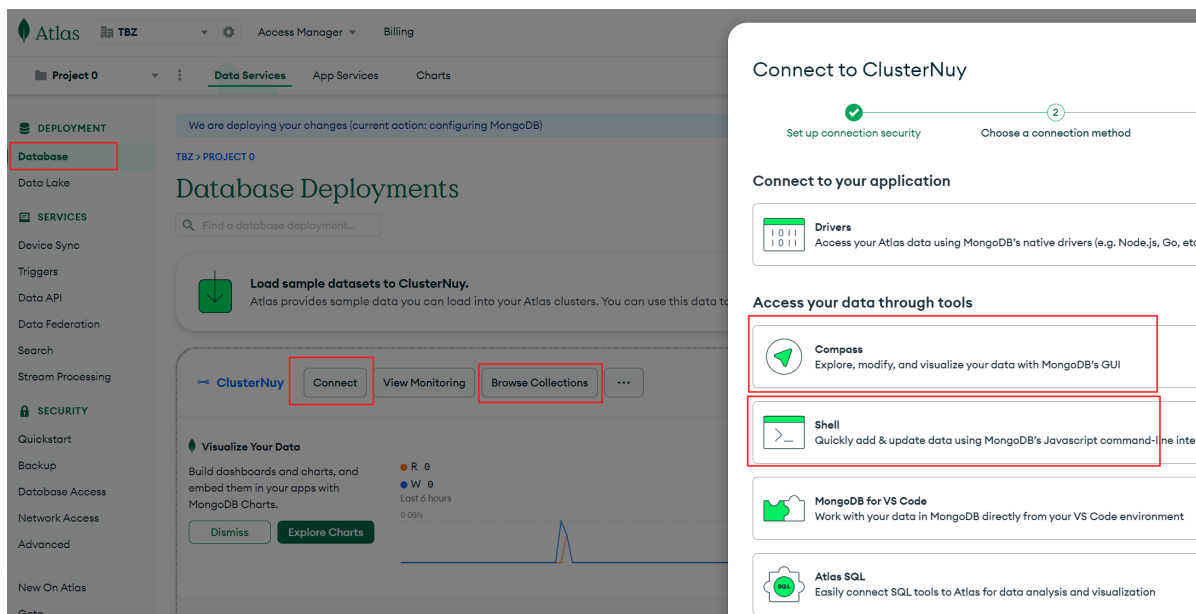 Atlas
TBZ
Access Manager
Billing
Project 0
Data Services
App Services
Charts
DEPLOYMENT
Database
Data Lake
SERVICES
Device Sync
Triggers
Data API
Data Federation
Search
Stream Processing
SECURITY
Quickstart
Backup
Database Access
Network Access
Advanced
New On Atlas
Goto
We are deploying your changes (current action: configuring MongoDB)
TBZ > PROJECT 0
Database Deployments
Find a database deployment...
Load sample datasets to ClusterNuy.
Atlas provides sample data you can load into your Atlas clusters. You can use this data to
ClusterNuy
Connect
View Monitoring
Browse Collections
...
Visualize Your Data
Build dashboards and charts, and
embed them in your apps with
MongoDB Charts.
Dismiss
Explore Charts
R 0
W 0
Last 6 hours
0.06/s
Connect to ClusterNuy
2
Set up connection security
Choose a connection method
Connect to your application
1011
1011
Drivers
Access your Atlas data using MongoDB's native drivers (e.g. Node.js, Go, etc
Access your data through tools
Compass
Explore, modify, and visualize your data with MongoDB's GUI
>_
Shell
Quickly add & update data using MongoDB's Javascript command-line inte
MongoDB for VS Code
Work with your data in MongoDB directly from your VS Code environment
SQL
Atlas SQL
Easily connect SQL tools to Atlas for data analysis and visualization